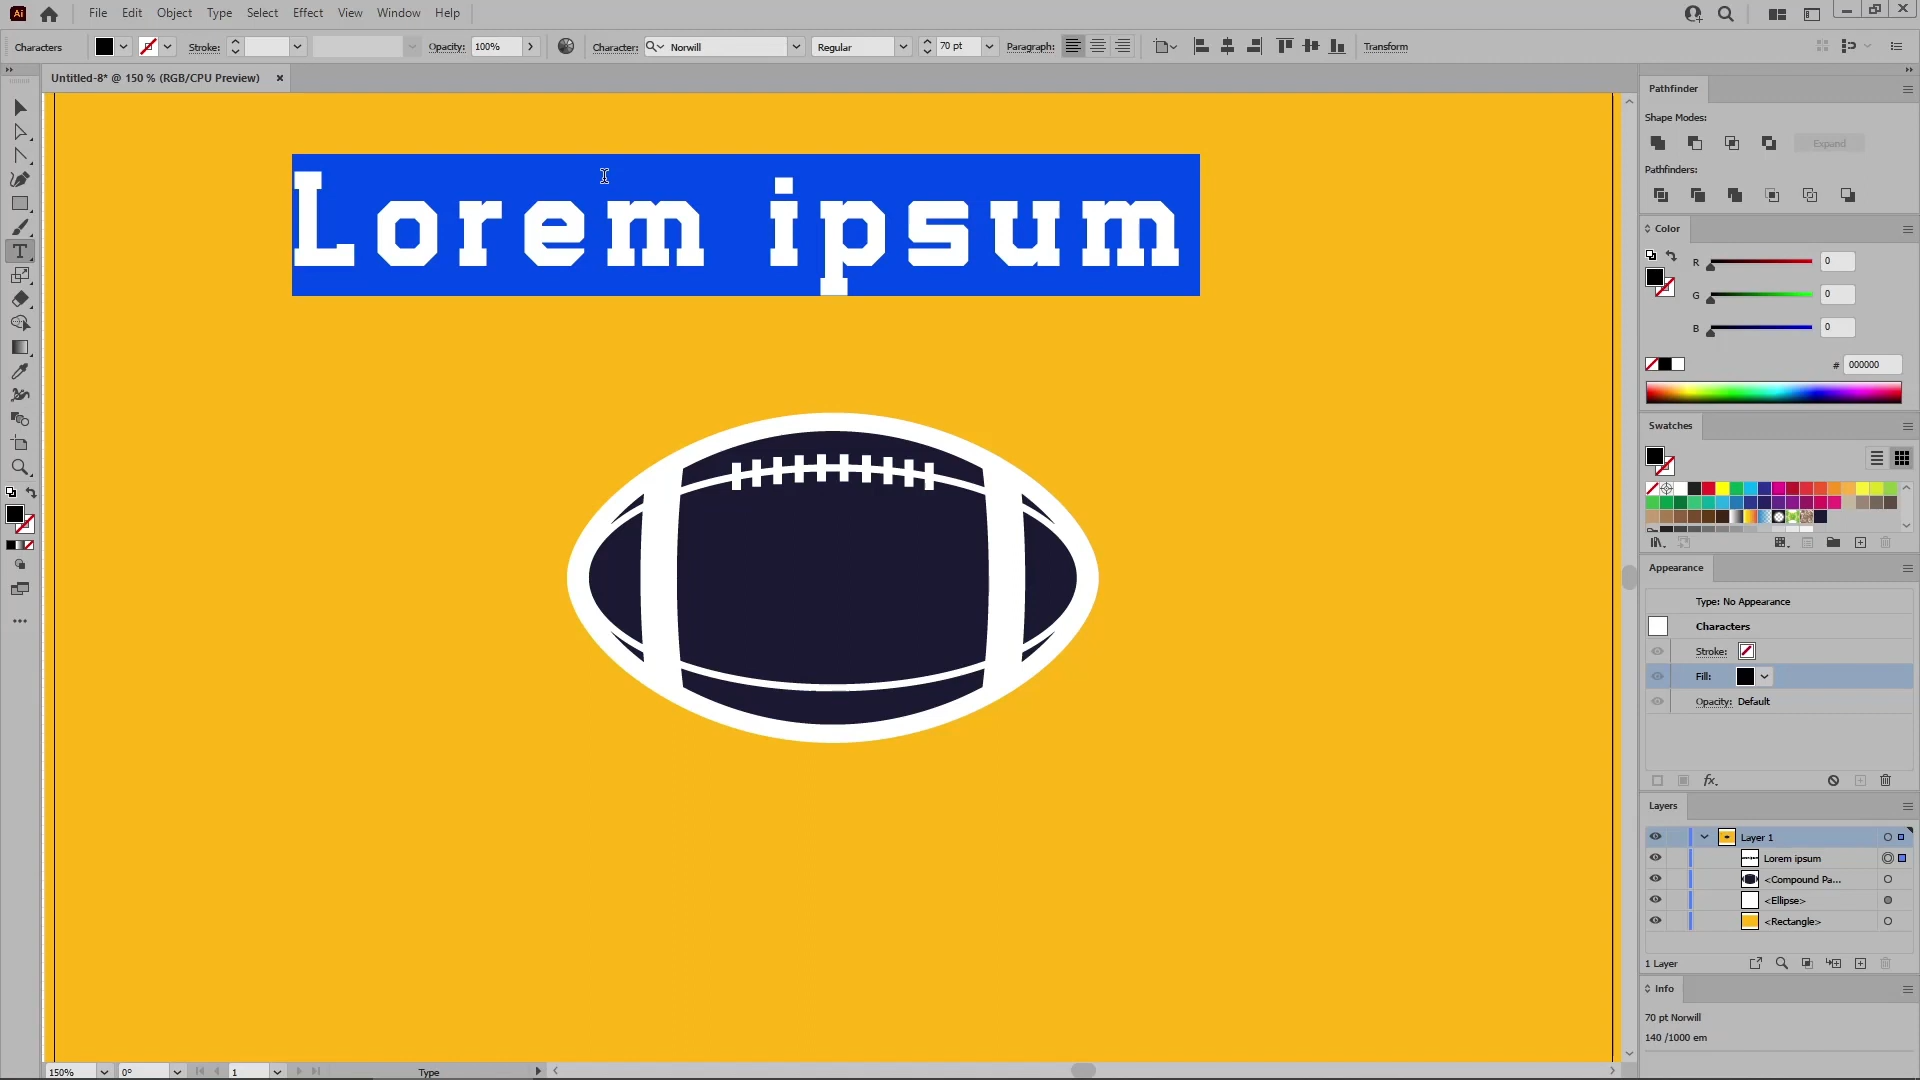 Ai File Edit Object Type Select Effect View Window Help
Characters Stroke: Opacity: 100% Character: Norwill Regular 70 pt Paragraph: Transform
Untitled-8* @ 150 % (RGB/CPU Preview)
Lorem ipsum
Pathfinder
Shape Modes:
Expand
Pathfinders:
Color
R 0
G 0
B 0
# 000000
Swatches
Appearance
Type: No Appearance
Characters
Stroke:
Fill:
Opacity: Default
fx.
Layers
Layer 1
Lorem ipsum
<Compound Pa...
<Ellipse>
<Rectangle>
1 Layer
Info
70 pt Norwill
140 /1000 em
150% 0° 1 Type